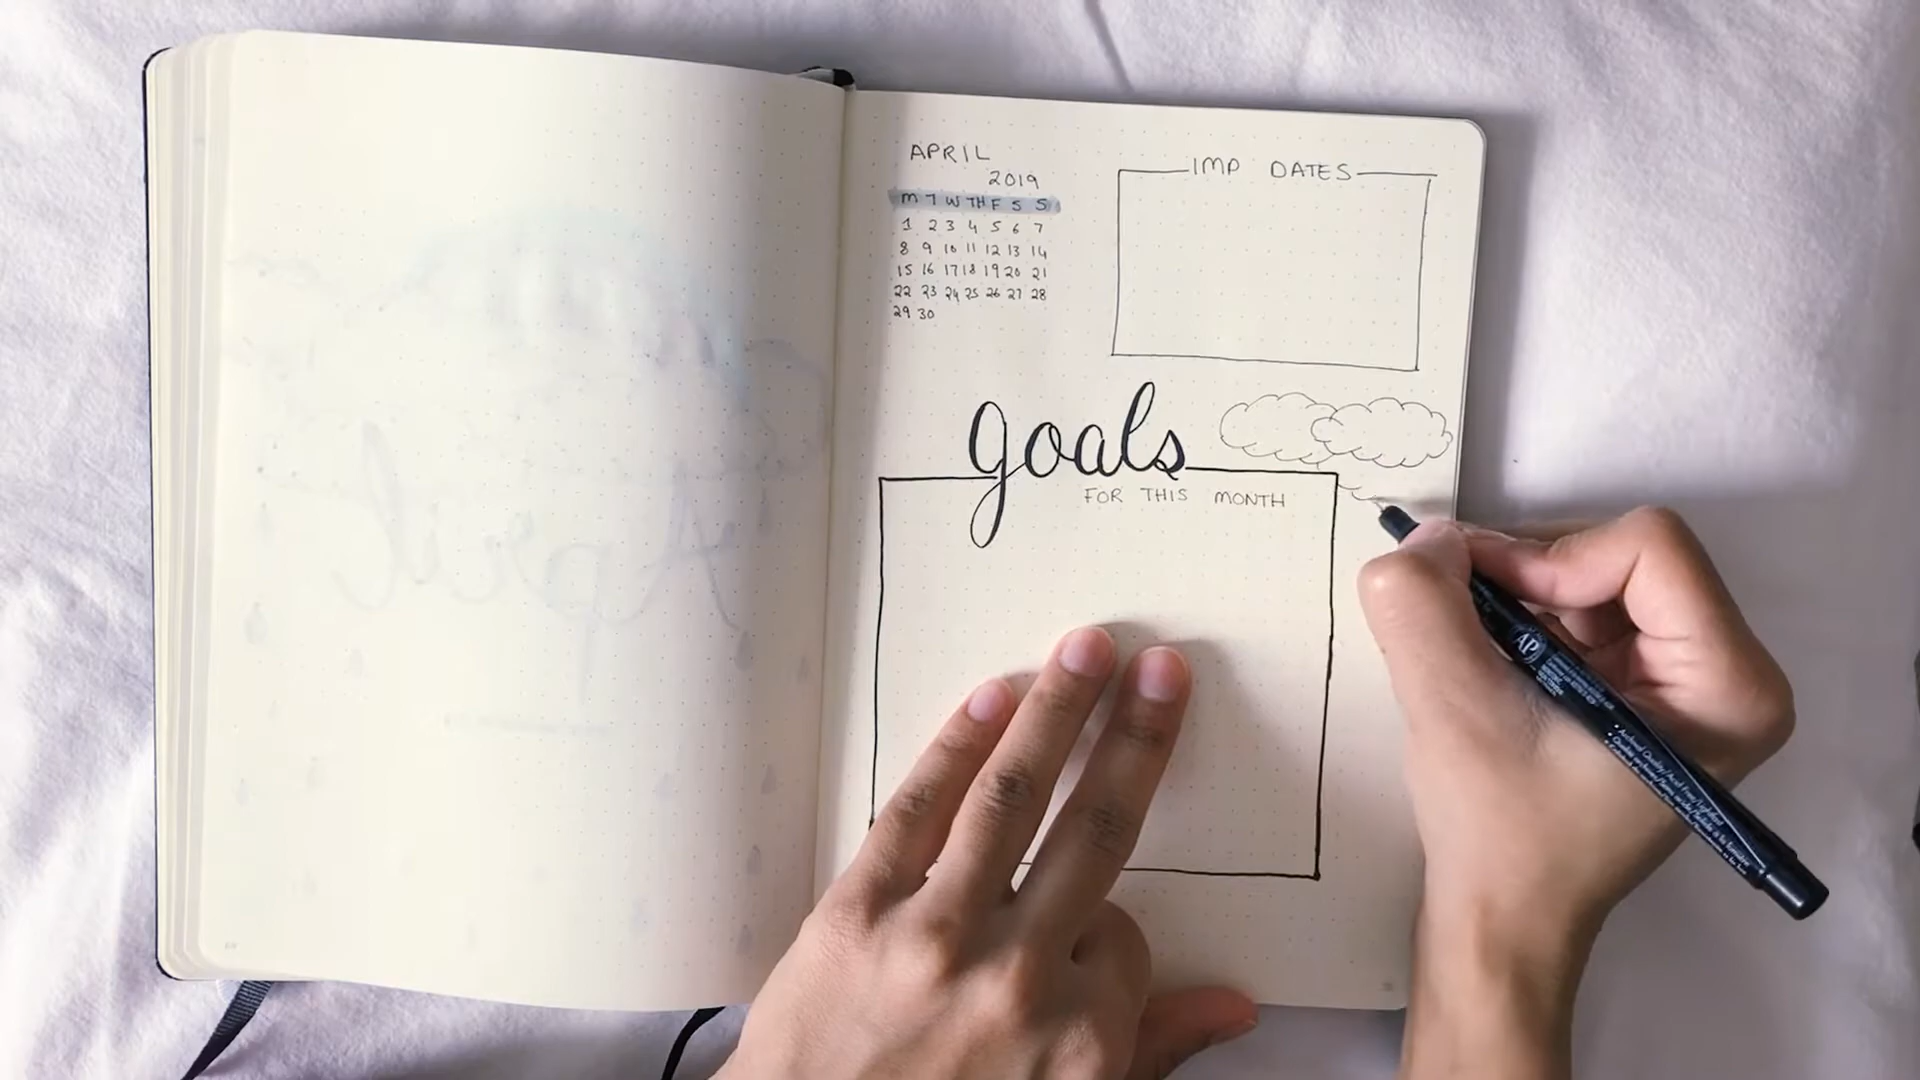 APRIL
2019
M T W TH F S S
1 2 3 4 5 6 7
8 9 10 11 12 13 14
15 16 17 18 19 20 21
22 23 24 25 26 27 28
29 30
IMP DATES
goals
FOR THIS MONTH
April
AP